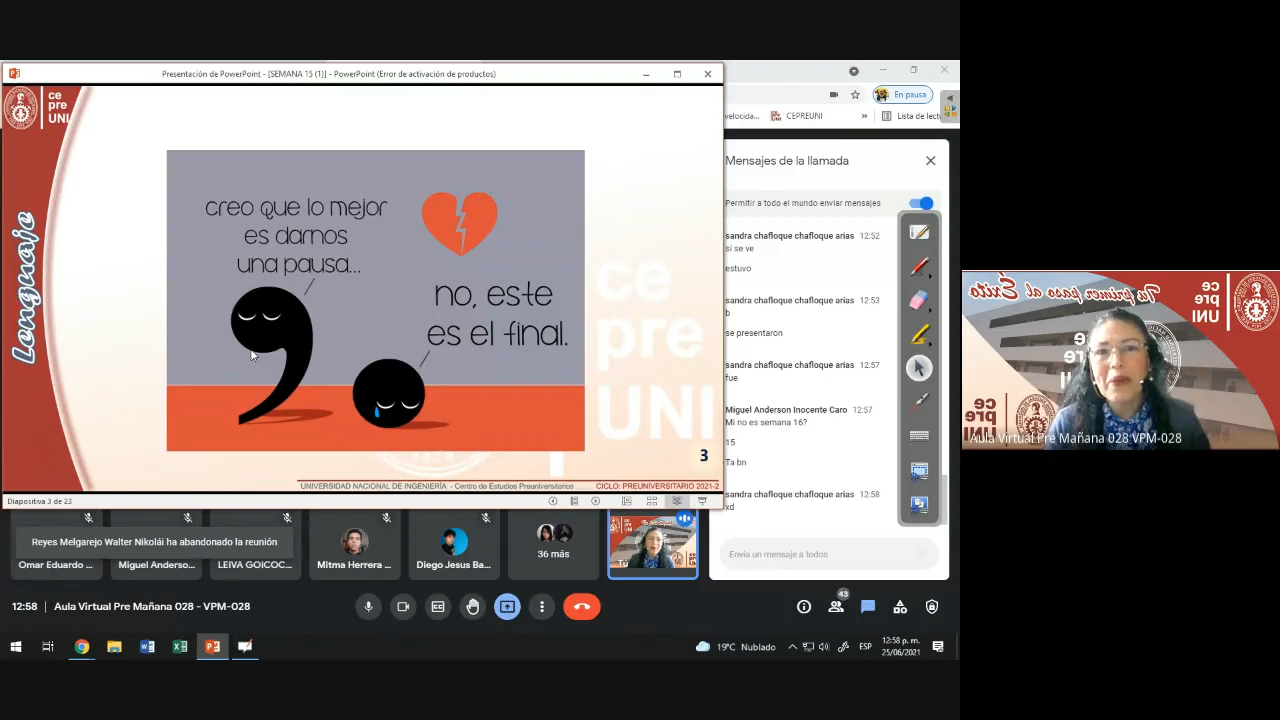 Presentación de PowerPoint - [SEMANA 15 (1)] - PowerPoint (Error de activación de productos)
ce
pre
UNI
Lenguaje
creo que lo mejor
es darnos
una pausa...
no, este
es el final.
ce
pre
UNI
3
UNIVERSIDAD NACIONAL DE INGENIERÍA - Centro de Estudios Preuniversitarios
CICLO: PREUNIVERSITARIO 2021-2
Diapositiva 3 de 23
En pausa
velocida...
CEPREUNI
»
Lista de lectu
Mensajes de la llamada
Permitir a todo el mundo enviar mensajes
sandra chafloque chafloque arias 12:52
si se ve
estuvo
sandra chafloque chafloque arias 12:53
b
se presentaron
sandra chafloque chafloque arias 12:57
fue
Miguel Anderson Inocente Caro 12:57
Mi no es semana 16?
15
Ta bn
sandra chafloque chafloque arias 12:58
xd
Envía un mensaje a todos
Reyes Melgarejo Walter Nikolái ha abandonado la reunión
Omar Eduardo ...
Miguel Anderso...
LEIVA GOICOC...
Mitma Herrera ...
Diego Jesus Ba...
36 más
12:58 | Aula Virtual Pre Mañana 028 - VPM-028
43
19°C Nublado
ESP
12:58 p. m.
25/06/2021
Tu primer paso al Éxito
ce
pre
UNI
Aula Virtual Pre Mañana 028 VPM-028